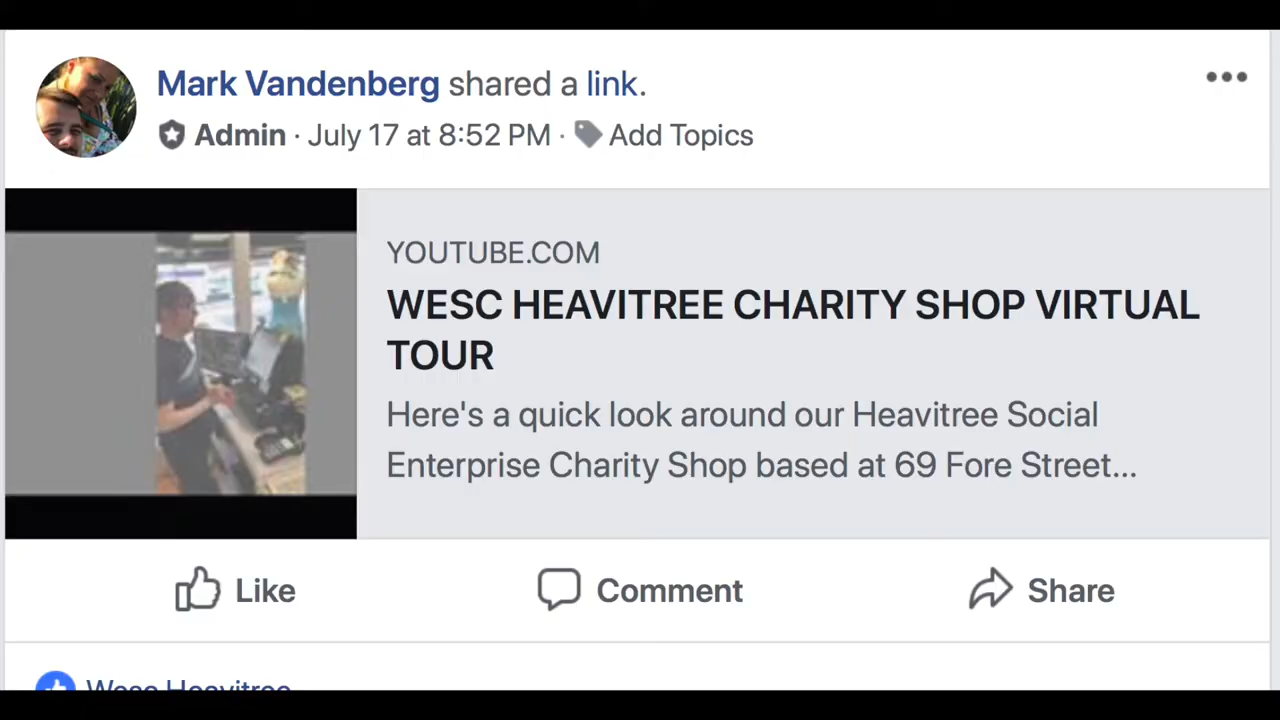 Mark Vandenberg shared a link.
Admin · July 17 at 8:52 PM · Add Topics
YOUTUBE.COM
WESC HEAVITREE CHARITY SHOP VIRTUAL
TOUR
Here's a quick look around our Heavitree Social
Enterprise Charity Shop based at 69 Fore Street...
Like Comment Share
Wesc Heavitree